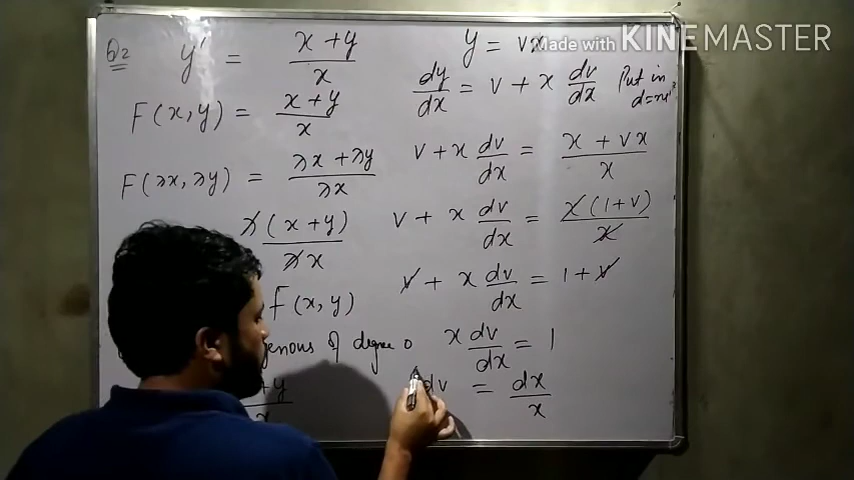 Q2 y' = (x + y)/x
F(x, y) = (x + y)/x
F(λx, λy) = (λx + λy)/λx
λ(x + y)/λx
F(x, y)
genous of degree 0
+y/x
y = vx
dy/dx = v + x dv/dx Put in
v + x dv/dx = (x + vx)/x
v + x dv/dx = x(1 + v)/x
v + x dv/dx = 1 + v
x dv/dx = 1
dv = dx/x
Made with KINEMASTER